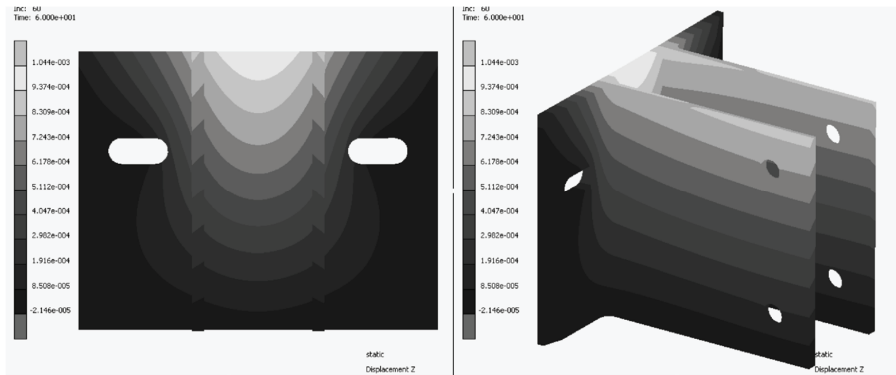 Inc: 60
Time: 6.000e+001
1.044e-003
9.374e-004
8.309e-004
7.243e-004
6.178e-004
5.112e-004
4.047e-004
2.982e-004
1.916e-004
8.508e-005
-2.146e-005
static
Displacement Z
Inc: 60
Time: 6.000e+001
1.044e-003
9.374e-004
8.309e-004
7.243e-004
6.178e-004
5.112e-004
4.047e-004
2.982e-004
1.916e-004
8.508e-005
-2.146e-005
static
Displacement Z